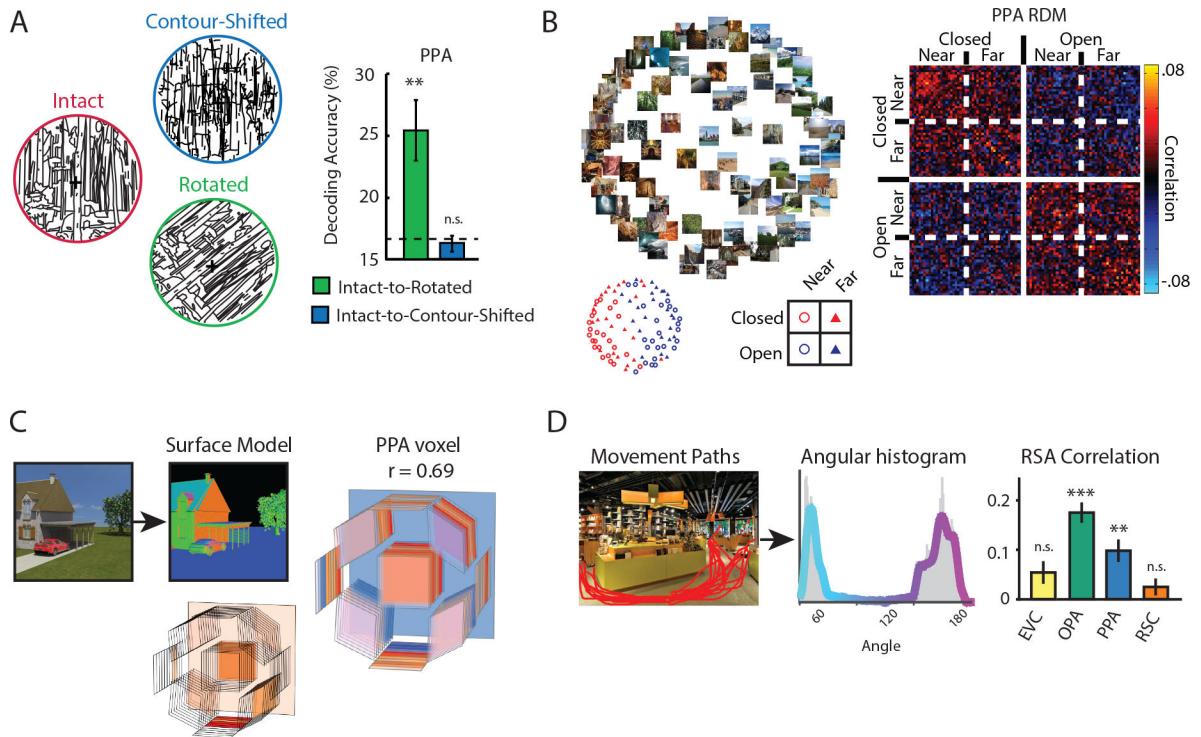 A
Contour-Shifted
Intact
Rotated
PPA
Decoding Accuracy (%)
30
25
20
15
**
n.s.
Intact-to-Rotated
Intact-to-Contour-Shifted
B
Near
Far
Closed
Open
PPA RDM
Closed
Open
Near
Far
Near
Far
Closed
Near
Far
Open
Near
Far
.08
Correlation
-.08
C
Surface Model
PPA voxel
r = 0.69
D
Movement Paths
Angular histogram
60
120
180
Angle
RSA Correlation
0.2
0.1
0
n.s.
***
**
n.s.
EVC
OPA
PPA
RSC